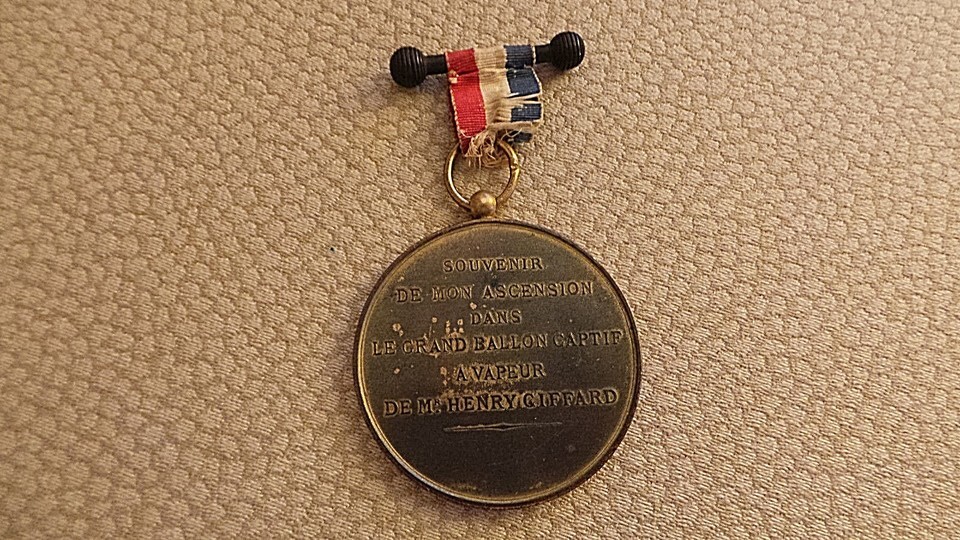 SOUVENIR
DE MON ASCENSION
DANS
LE GRAND BALLON CAPTIF
A VAPEUR
DE MR HENRY GIFFARD